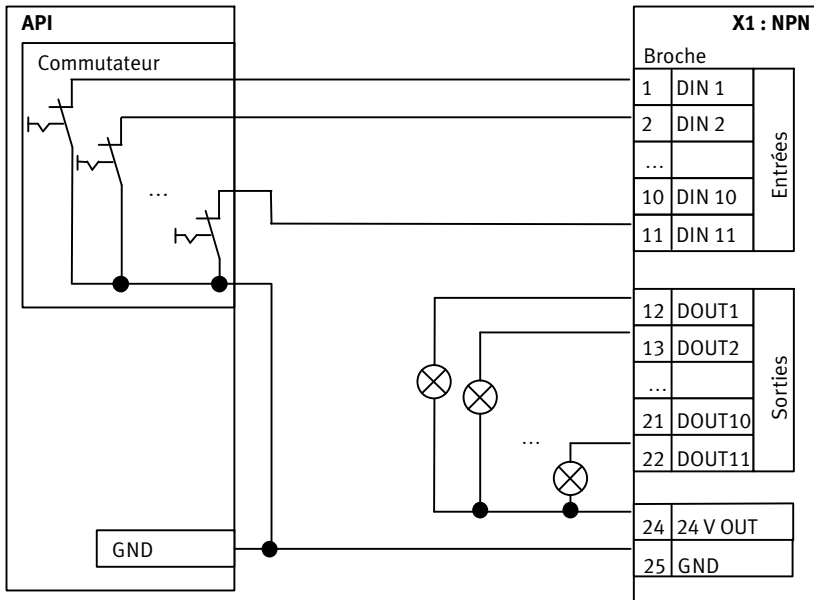 API
X1 : NPN
Commutateur
Broche
1 DIN 1
2 DIN 2
...
10 DIN 10
11 DIN 11
Entrées
...
12 DOUT1
13 DOUT2
...
21 DOUT10
22 DOUT11
Sorties
...
24 24 V OUT
25 GND
GND